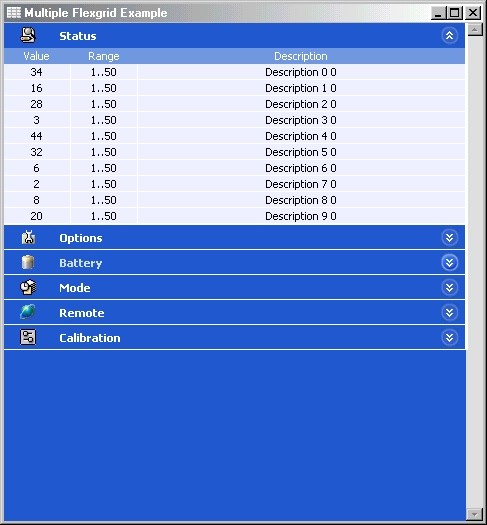 Multiple Flexgrid Example
Status
Value Range Description
34 1..50 Description 0 0
16 1..50 Description 1 0
28 1..50 Description 2 0
3 1..50 Description 3 0
44 1..50 Description 4 0
32 1..50 Description 5 0
6 1..50 Description 6 0
2 1..50 Description 7 0
8 1..50 Description 8 0
20 1..50 Description 9 0
Options
Battery
Mode
Remote
Calibration